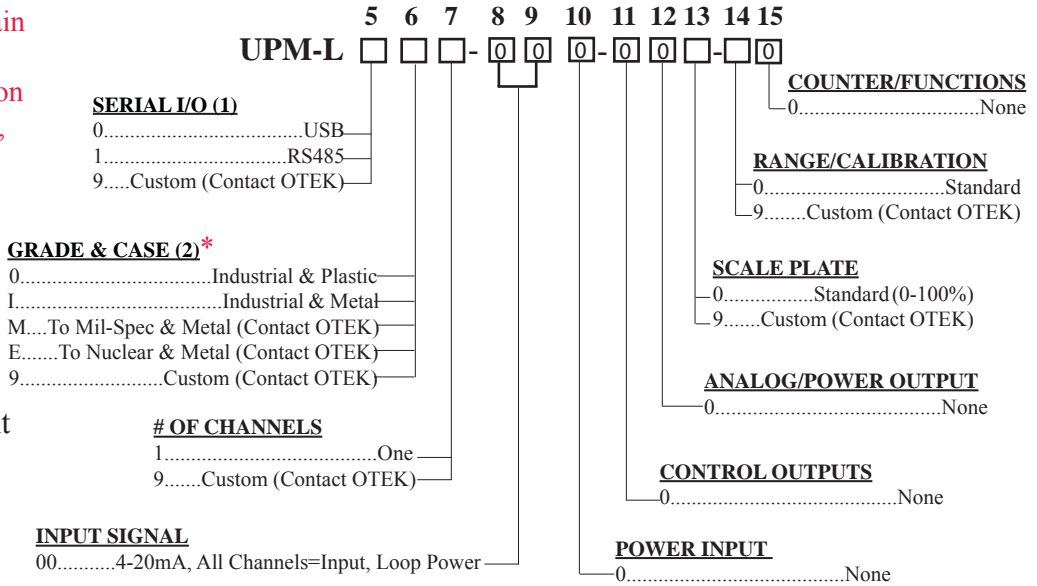 5 6 7 8 9 10 11 12 13 14 15
UPM-L - 0 0 0 - 0 0 - 0
ain
on
,
t
SERIAL I/O (1)
0....................................USB
1................................RS485
9.....Custom (Contact OTEK)
GRADE & CASE (2)*
0..................................Industrial & Plastic
I.....................................Industrial & Metal
M....To Mil-Spec & Metal (Contact OTEK)
E.......To Nuclear & Metal (Contact OTEK)
9.........................Custom (Contact OTEK)
# OF CHANNELS
1.....................................One
9.......Custom (Contact OTEK)
INPUT SIGNAL
00...........4-20mA, All Channels=Input, Loop Power
COUNTER/FUNCTIONS
0................................None
RANGE/CALIBRATION
0................................Standard
9........Custom (Contact OTEK)
SCALE PLATE
0................Standard (0-100%)
9.......Custom (Contact OTEK)
ANALOG/POWER OUTPUT
0........................................None
CONTROL OUTPUTS
0........................................None
POWER INPUT
0.......................................None